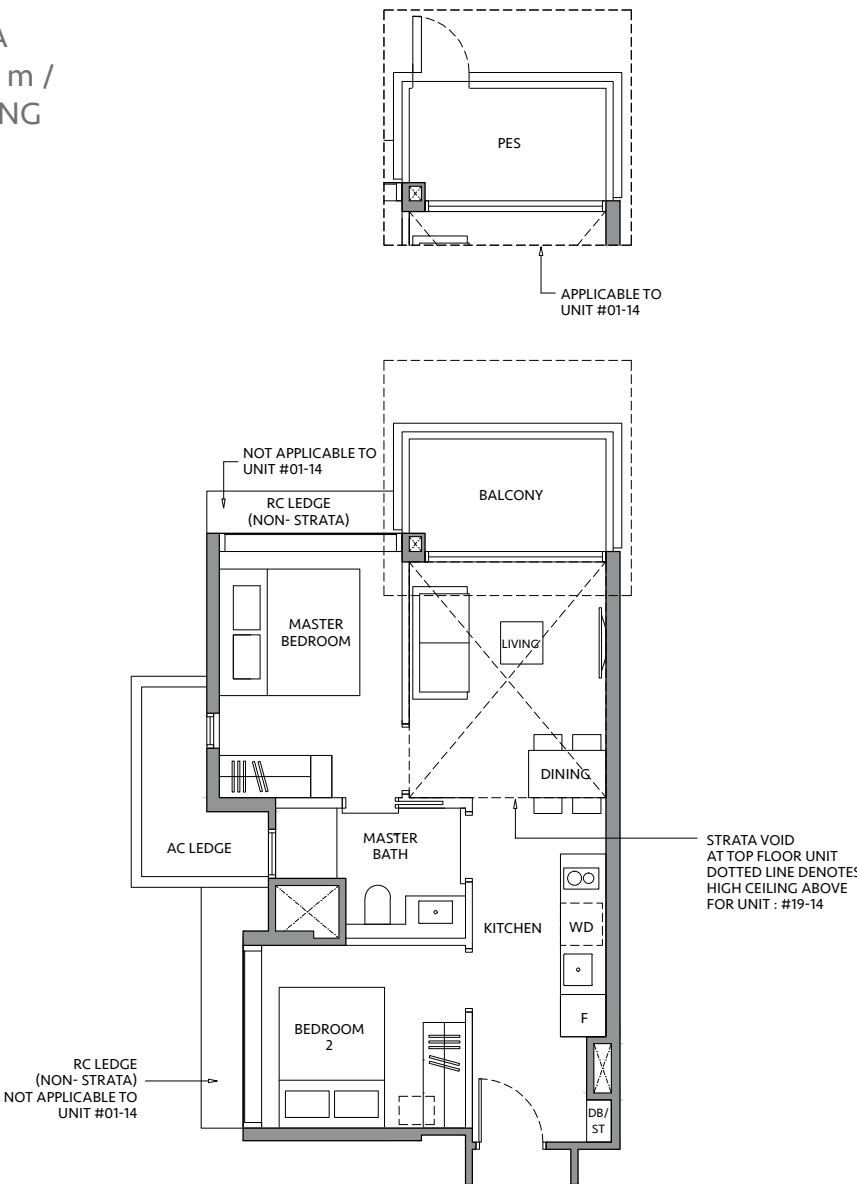 A
m /
NG
PES
APPLICABLE TO
UNIT #01-14
NOT APPLICABLE TO
UNIT #01-14
RC LEDGE
(NON- STRATA)
BALCONY
MASTER
BEDROOM
LIVING
DINING
AC LEDGE
MASTER
BATH
STRATA VOID
AT TOP FLOOR UNIT
DOTTED LINE DENOTES
HIGH CEILING ABOVE
FOR UNIT : #19-14
KITCHEN
WD
F
BEDROOM
2
RC LEDGE
(NON- STRATA)
NOT APPLICABLE TO
UNIT #01-14
DB/
ST